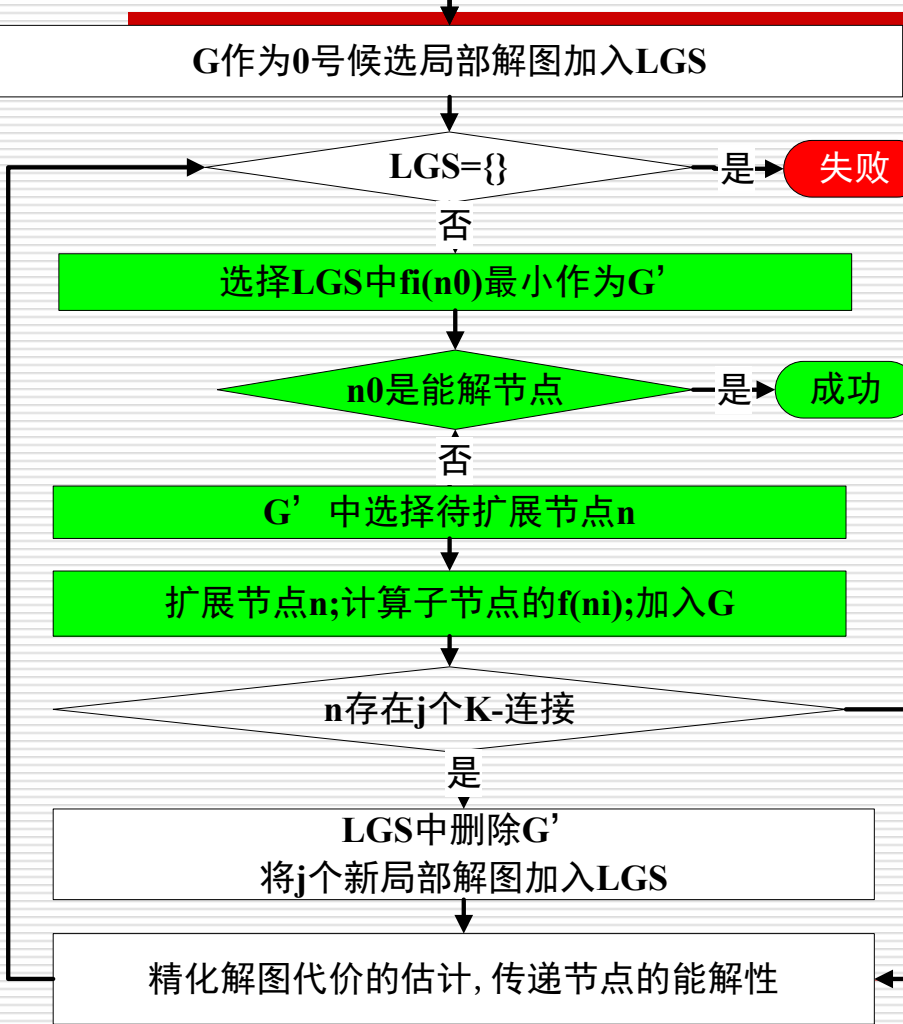 G作为0号候选局部解图加入LGS
LGS={}
是
失败
否
选择LGS中fi(n0)最小作为G’
n0是能解节点
是
成功
否
G’ 中选择待扩展节点n
扩展节点n;计算子节点的f(ni);加入G
n存在j个K-连接
是
LGS中删除G’
将j个新局部解图加入LGS
精化解图代价的估计,传递节点的能解性